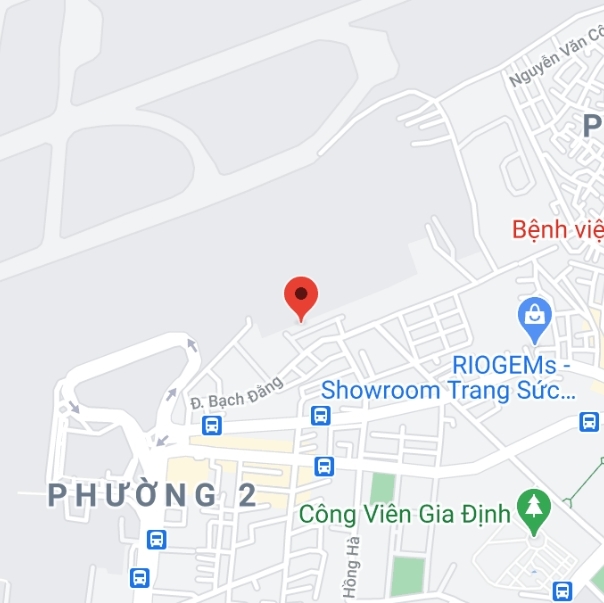 Nguyễn Văn Cô
P
Bệnh việ
RIOGEMs -
Showroom Trang Sức...
Đ. Bạch Đằng
PHƯỜNG 2
Công Viên Gia Định
Hồng Hà